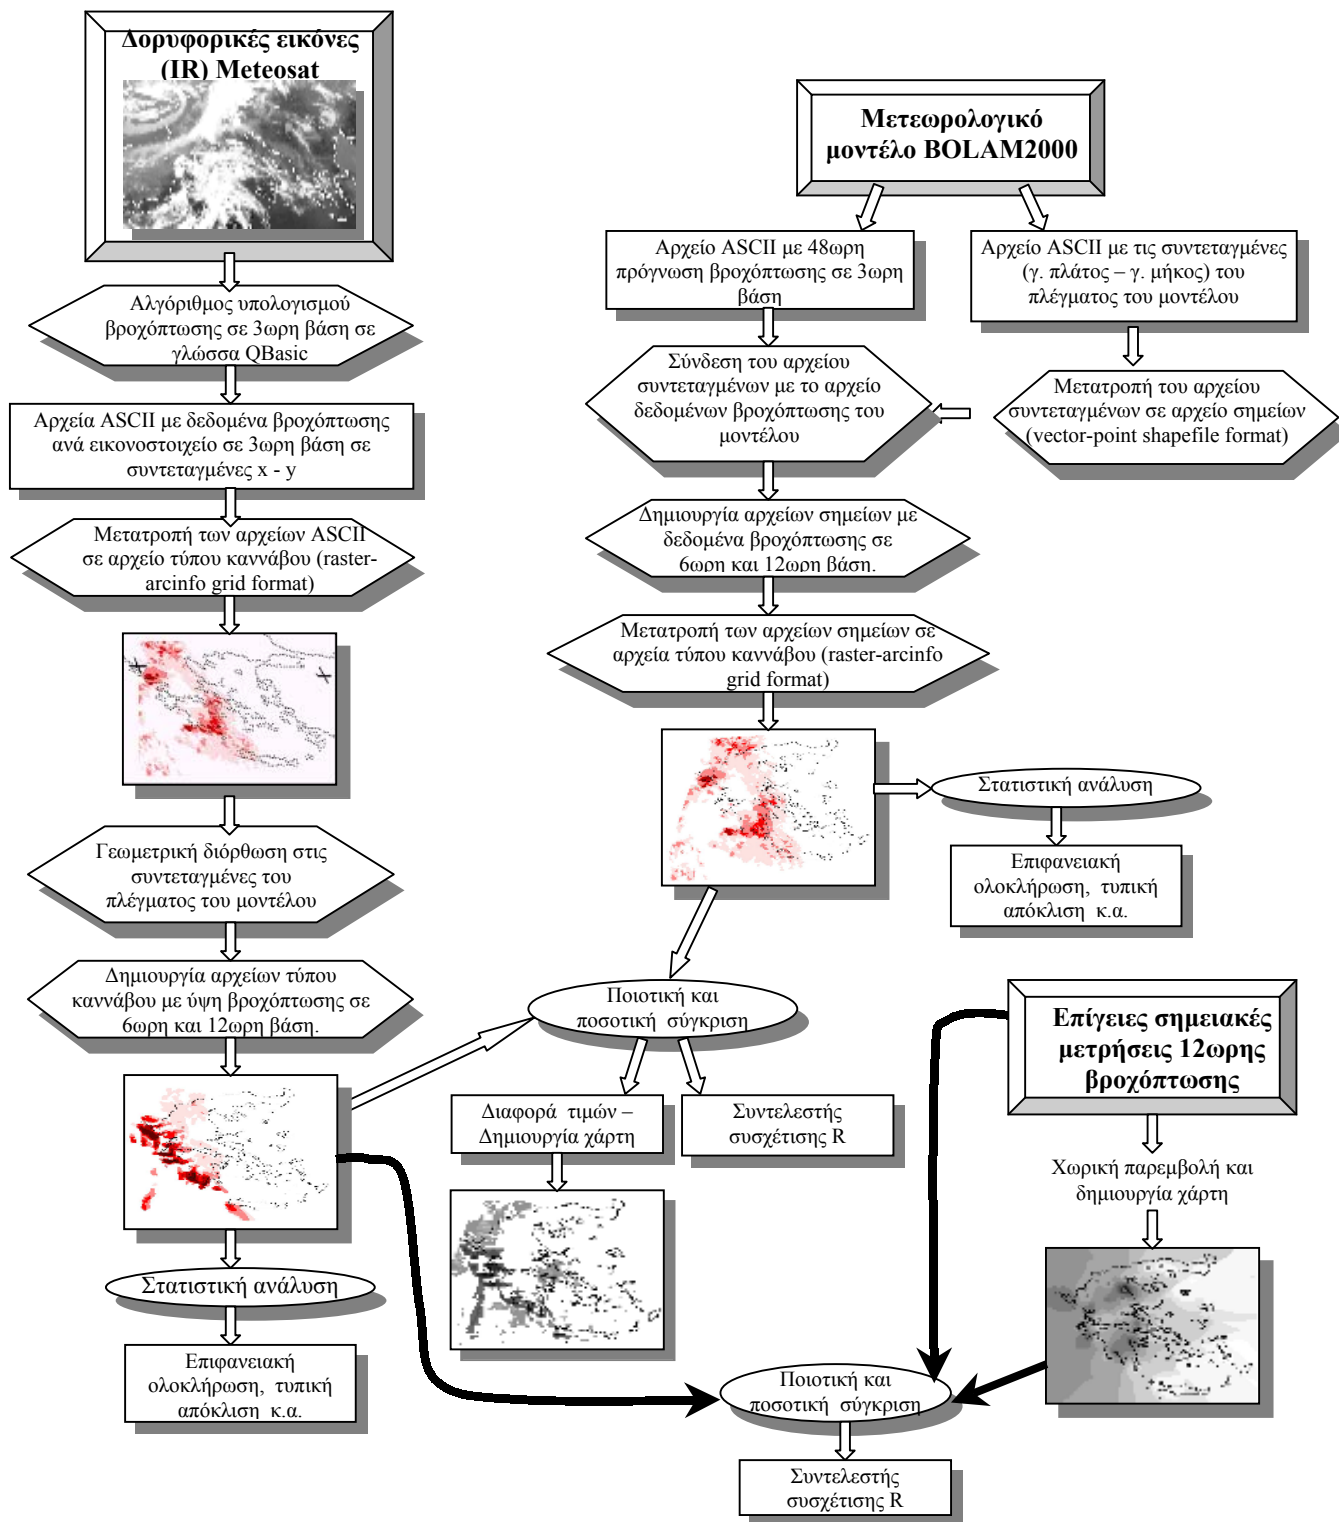 Δορυφορικές εικόνες
(IR) Meteosat
Αλγόριθμος υπολογισμού
βροχόπτωσης σε 3ωρη βάση σε
γλώσσα QBasic
Αρχεία ASCII με δεδομένα βροχόπτωσης
ανά εικονοστοιχείο σε 3ωρη βάση σε
συντεταγμένες x - y
Μετατροπή των αρχείων ASCII
σε αρχείο τύπου καννάβου (raster-
arcinfo grid format)
Γεωμετρική διόρθωση στις
συντεταγμένες του
πλέγματος του μοντέλου
Δημιουργία αρχείων τύπου
καννάβου με ύψη βροχόπτωσης σε
6ωρη και 12ωρη βάση.
Στατιστική ανάλυση
Επιφανειακή
ολοκλήρωση, τυπική
απόκλιση κ.α.
Μετεωρολογικό
μοντέλο BOLAM2000
Αρχείο ASCII με 48ωρη
πρόγνωση βροχόπτωσης σε 3ωρη
βάση
Αρχείο ASCII με τις συντεταγμένες
(γ. πλάτος – γ. μήκος) του
πλέγματος του μοντέλου
Σύνδεση του αρχείου
συντεταγμένων με το αρχείο
δεδομένων βροχόπτωσης του
μοντέλου
Μετατροπή του αρχείου
συντεταγμένων σε αρχείο σημείων
(vector-point shapefile format)
Δημιουργία αρχείων σημείων με
δεδομένα βροχόπτωσης σε
6ωρη και 12ωρη βάση.
Μετατροπή των αρχείων σημείων σε
αρχεία τύπου καννάβου (raster-arcinfo
grid format)
Στατιστική ανάλυση
Επιφανειακή
ολοκλήρωση, τυπική
απόκλιση κ.α.
Ποιοτική και
ποσοτική σύγκριση
Διαφορά τιμών –
Δημιουργία χάρτη
Συντελεστής
συσχέτισης R
Επίγειες σημειακές
μετρήσεις 12ωρης
βροχόπτωσης
Χωρική παρεμβολή και
δημιουργία χάρτη
Ποιοτική και
ποσοτική σύγκριση
Συντελεστής
συσχέτισης R